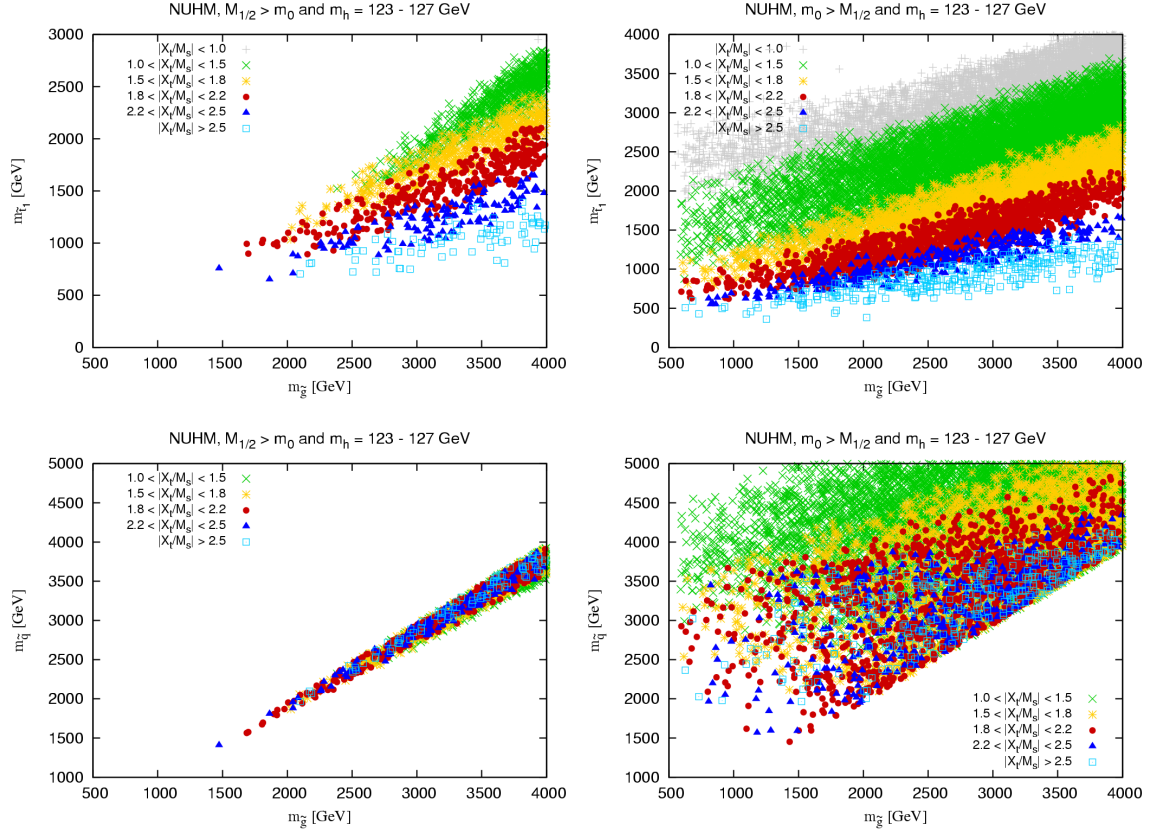 NUHM, M1/2 > m0 and mh = 123 - 127 GeV
|Xt/Ms| < 1.0
1.0 < |Xt/Ms| < 1.5
1.5 < |Xt/Ms| < 1.8
1.8 < |Xt/Ms| < 2.2
2.2 < |Xt/Ms| < 2.5
|Xt/Ms| > 2.5
3000
2500
2000
1500
1000
500
0
mt̃1 [GeV]
500 1000 1500 2000 2500 3000 3500 4000
mg̃ [GeV]
NUHM, m0 > M1/2 and mh = 123 - 127 GeV
|Xt/Ms| < 1.0
1.0 < |Xt/Ms| < 1.5
1.5 < |Xt/Ms| < 1.8
1.8 < |Xt/Ms| < 2.2
2.2 < |Xt/Ms| < 2.5
|Xt/Ms| > 2.5
4000
3500
3000
2500
2000
1500
1000
500
0
mt̃1 [GeV]
500 1000 1500 2000 2500 3000 3500 4000
mg̃ [GeV]
NUHM, M1/2 > m0 and mh = 123 - 127 GeV
1.0 < |Xt/Ms| < 1.5
1.5 < |Xt/Ms| < 1.8
1.8 < |Xt/Ms| < 2.2
2.2 < |Xt/Ms| < 2.5
|Xt/Ms| > 2.5
5000
4500
4000
3500
3000
2500
2000
1500
1000
mq̃ [GeV]
500 1000 1500 2000 2500 3000 3500 4000
mg̃ [GeV]
NUHM, m0 > M1/2 and mh = 123 - 127 GeV
5000
4500
4000
3500
3000
2500
2000
1500
1000
mq̃ [GeV]
1.0 < |Xt/Ms| < 1.5
1.5 < |Xt/Ms| < 1.8
1.8 < |Xt/Ms| < 2.2
2.2 < |Xt/Ms| < 2.5
|Xt/Ms| > 2.5
500 1000 1500 2000 2500 3000 3500 4000
mg̃ [GeV]